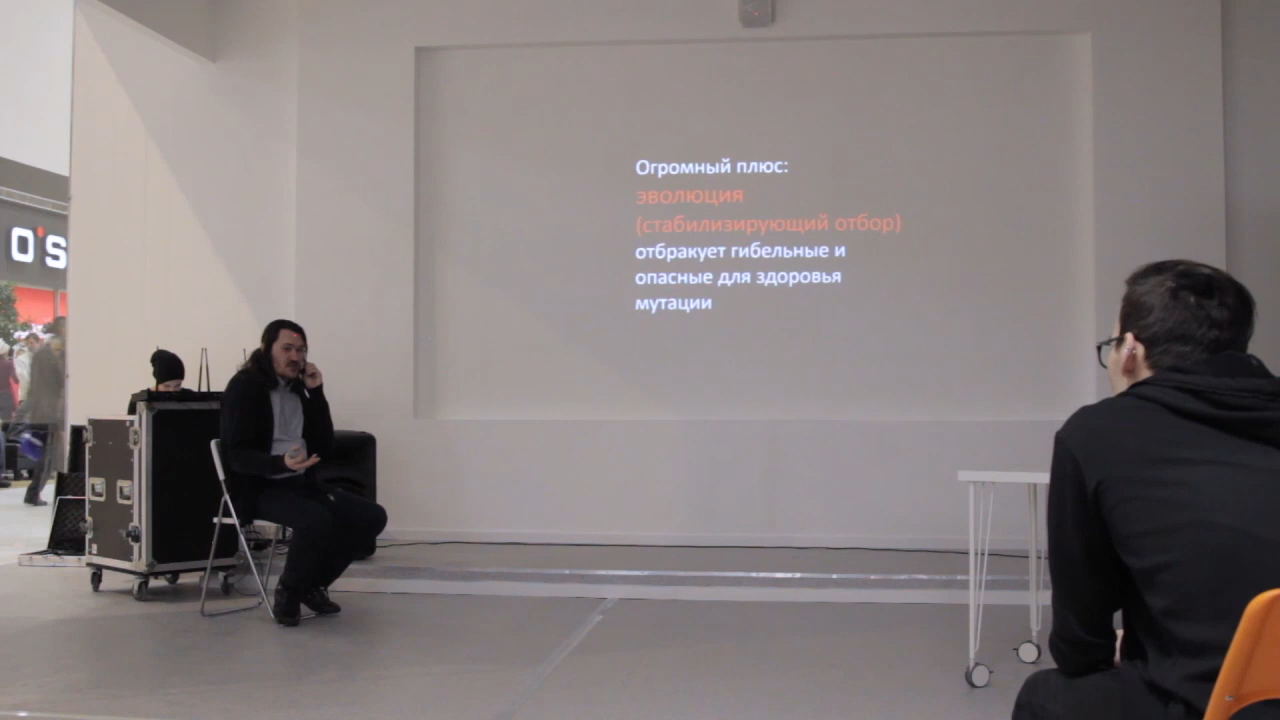 Огромный плюс:
эволюция
(стабилизирующий отбор)
отбракует гибельные и
опасные для здоровья
мутации
O'S